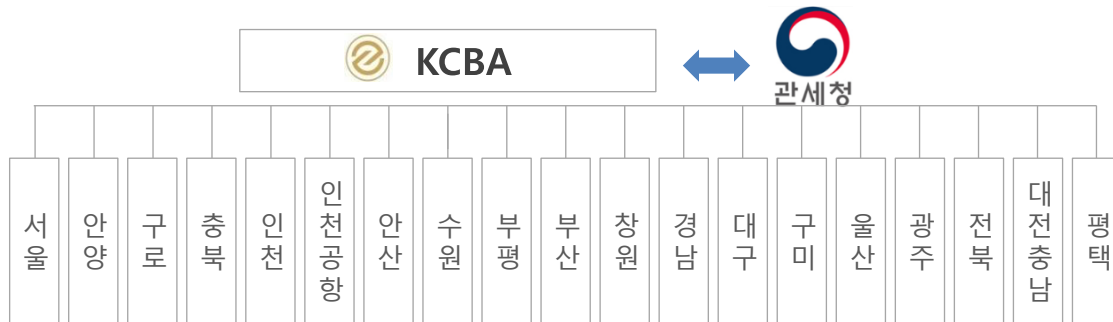 KCBA
관세청
서울
안양
구로
충북
인천
인천공항
안산
수원
부평
부산
창원
경남
대구
구미
울산
광주
전북
대전충남
평택